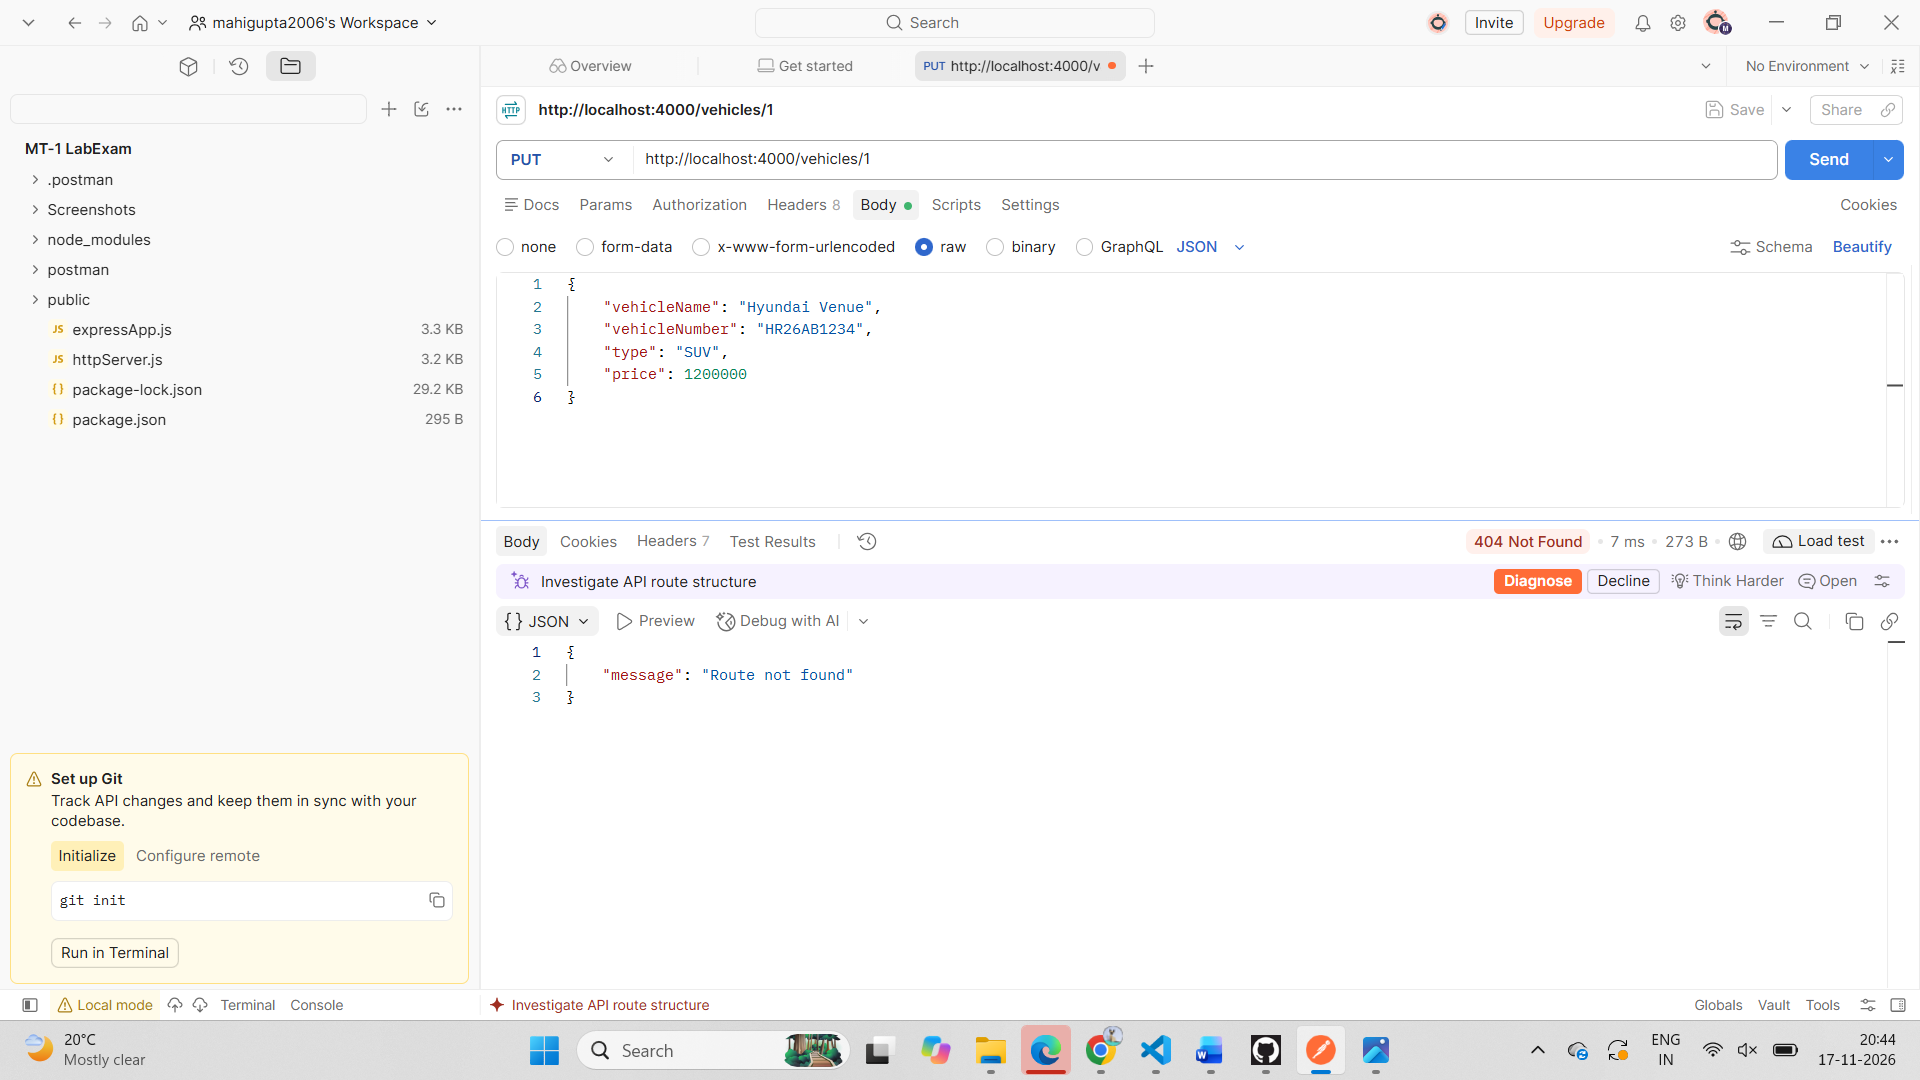 mahigupta2006's Workspace
Search
Invite
Upgrade
Overview
Get started
PUT http://localhost:4000/v
No Environment
HTTP http://localhost:4000/vehicles/1
Save
Share
MT-1 LabExam
.postman
Screenshots
node_modules
postman
public
JS expressApp.js 3.3 KB
JS httpServer.js 3.2 KB
{} package-lock.json 29.2 KB
{} package.json 295 B
PUT http://localhost:4000/vehicles/1
Send
Docs Params Authorization Headers 8 Body Scripts Settings Cookies
none form-data x-www-form-urlencoded raw binary GraphQL JSON Schema Beautify
1 {
2 "vehicleName": "Hyundai Venue",
3 "vehicleNumber": "HR26AB1234",
4 "type": "SUV",
5 "price": 1200000
6 }
Body Cookies Headers 7 Test Results 404 Not Found 7 ms 273 B Load test
Investigate API route structure Diagnose Decline Think Harder Open
{} JSON Preview Debug with AI
1 {
2 "message": "Route not found"
3 }
Set up Git
Track API changes and keep them in sync with your
codebase.
Initialize Configure remote
git init
Run in Terminal
Local mode Terminal Console
Investigate API route structure
Globals Vault Tools
20°C
Mostly clear
Search
ENG
IN
20:44
17-11-2026